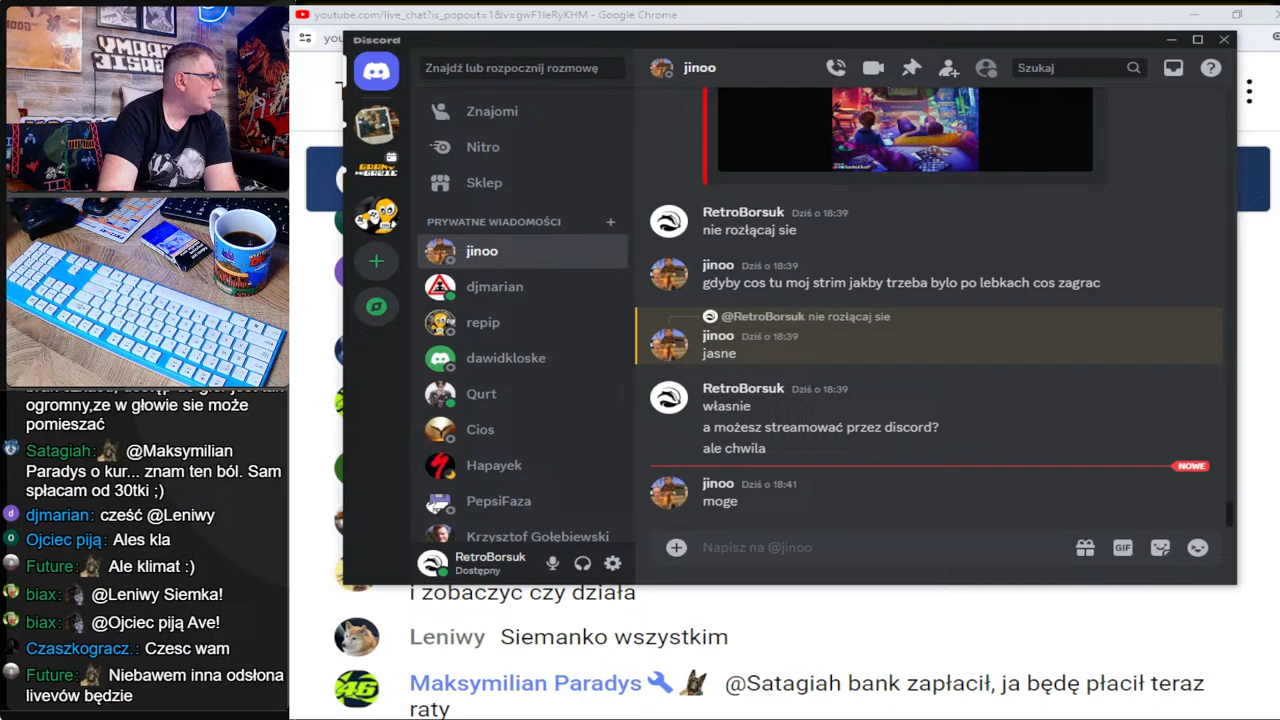 youtube.com/live_chat?is_popout=1&v=gwF1IeRyKHM - Google Chrome
GRAMY
NA GAZIE
you
Discord
Znajdź lub rozpocznij rozmowę
jinoo
Szukaj
Znajomi
Nitro
Sklep
PRYWATNE WIADOMOŚCI
jinoo
djmarian
repip
dawidkloske
Qurt
Cios
Hapayek
PepsiFaza
Krzysztof Gołębiewski
RetroBorsuk
Dostępny
RetroBorsuk Dziś o 18:39
nie rozłącaj sie
jinoo Dziś o 18:39
gdyby cos tu moj strim jakby trzeba bylo po lebkach cos zagrac
@RetroBorsuk nie rozłącaj sie
jinoo Dziś o 18:39
jasne
RetroBorsuk Dziś o 18:39
własnie
a możesz streamować przez discord?
ale chwila
NOWE
jinoo Dziś o 18:41
moge
Napisz na @jinoo
GIF
ogromny,ze w głowie sie może
pomieszać
Satagiah: @Maksymilian
Paradys o kur... znam ten ból. Sam
spłacam od 30tki ;)
djmarian: cześć @Leniwy
Ojciec piją: Ales kla
Future: Ale klimat :)
biax: @Leniwy Siemka!
biax: @Ojciec piją Ave!
Czaszkogracz.: Czesc wam
Future: Niebawem inna odsłona
livevów będzie
i zobaczyc czy działa
Leniwy Siemanko wszystkim
Maksymilian Paradys @Satagiah bank zapłacił, ja będę płacił teraz
raty